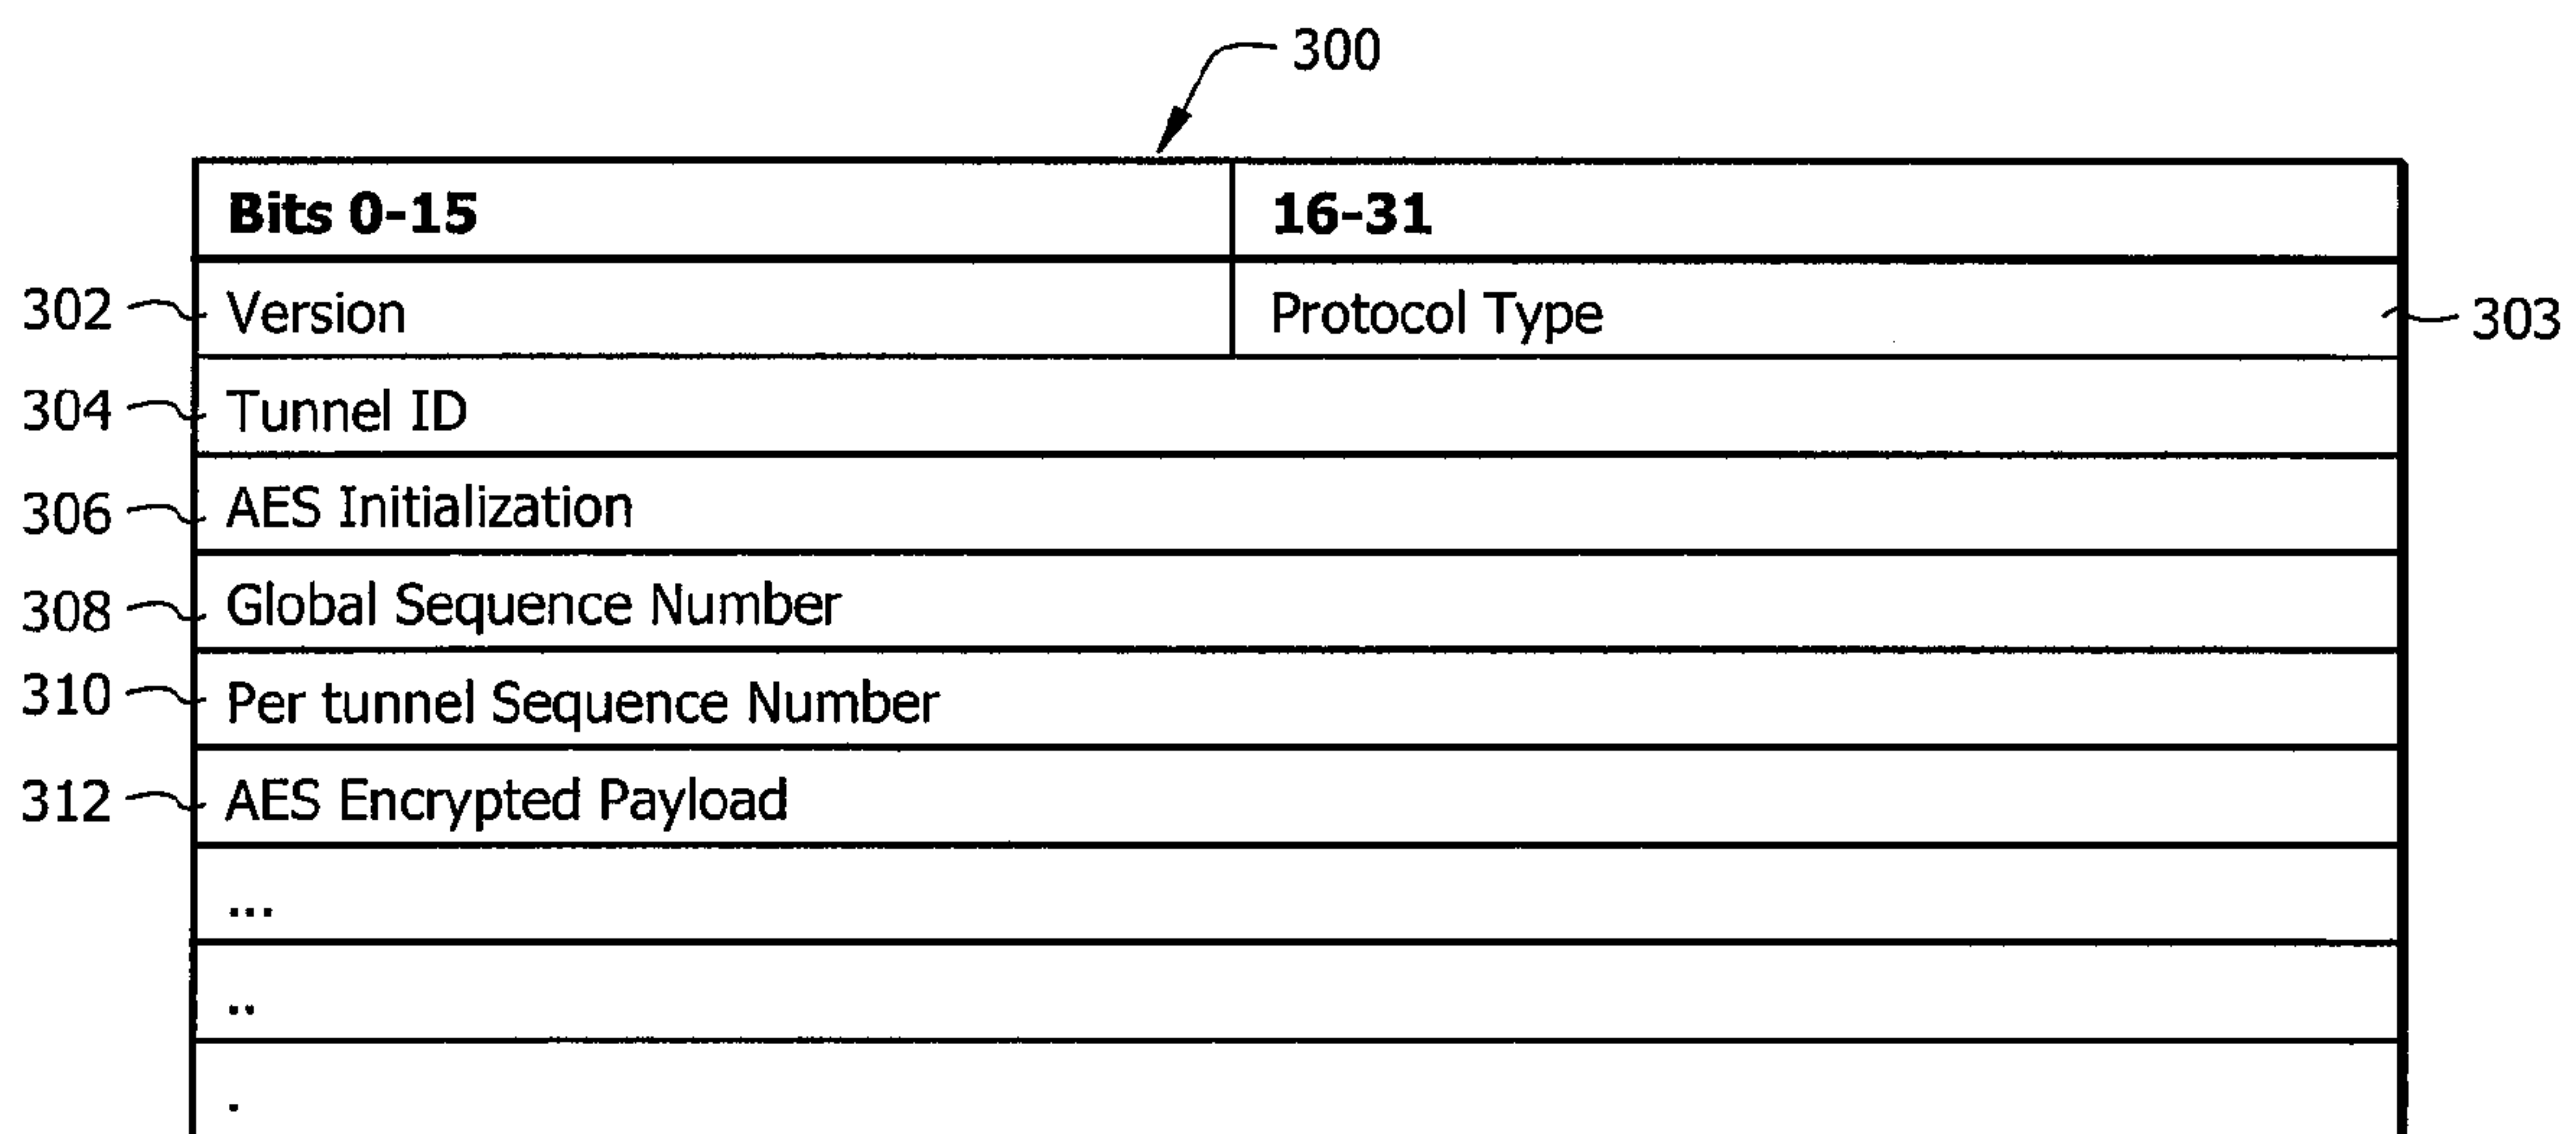 300
Bits 0-15 16-31
302 Version Protocol Type 303
304 Tunnel ID
306 AES Initialization
308 Global Sequence Number
310 Per tunnel Sequence Number
312 AES Encrypted Payload
...
..
.